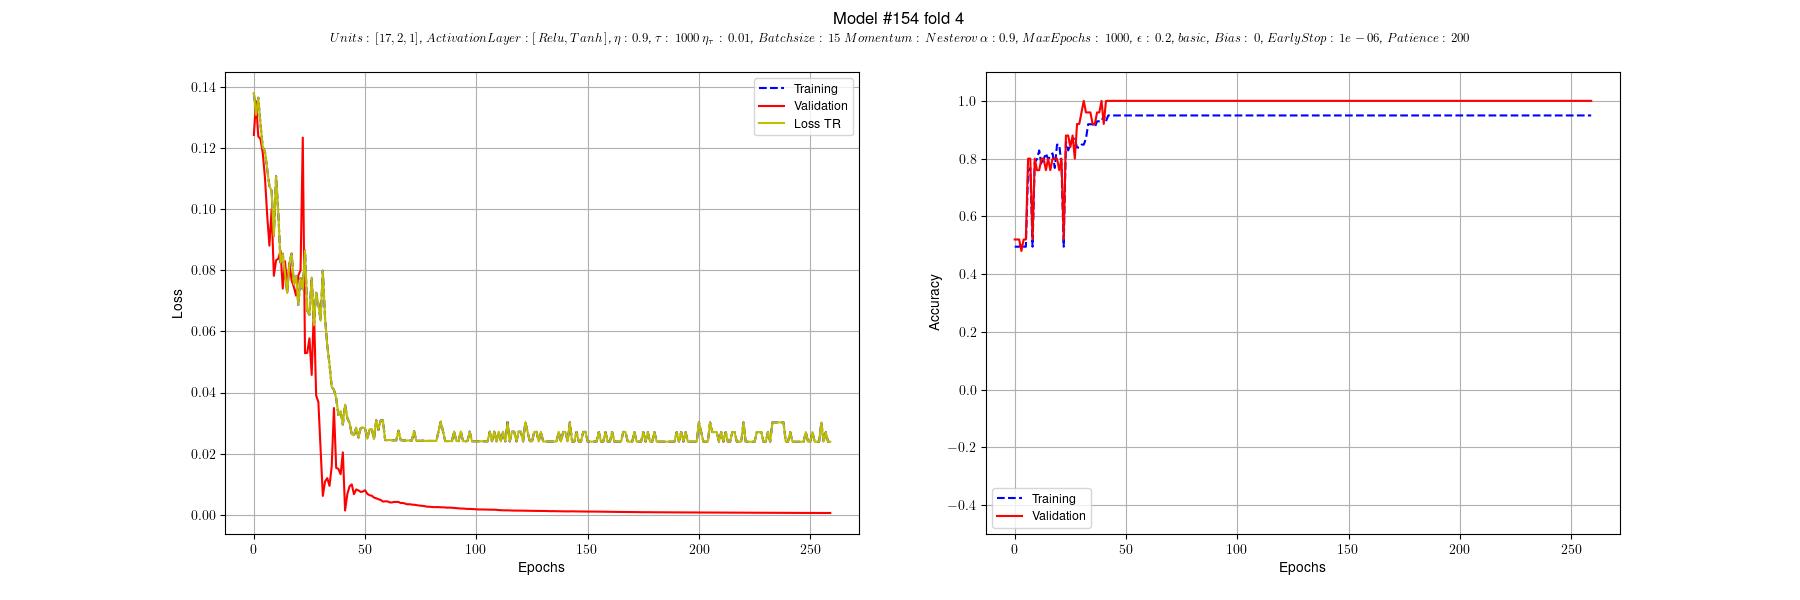 Model #154 fold 4
Units : [17, 2, 1], ActivationLayer : [Relu, Tanh], η : 0.9, τ : 1000 ητ : 0.01, Batchsize : 15 Momentum : Nesterov α : 0.9, MaxEpochs : 1000, ϵ : 0.2, basic, Bias : 0, EarlyStop : 1e − 06, Patience : 200
Loss
0.14
0.12
0.10
0.08
0.06
0.04
0.02
0.00
Training
Validation
Loss TR
0 50 100 150 200 250
Epochs
Accuracy
1.0
0.8
0.6
0.4
0.2
0.0
−0.2
−0.4
Training
Validation
0 50 100 150 200 250
Epochs